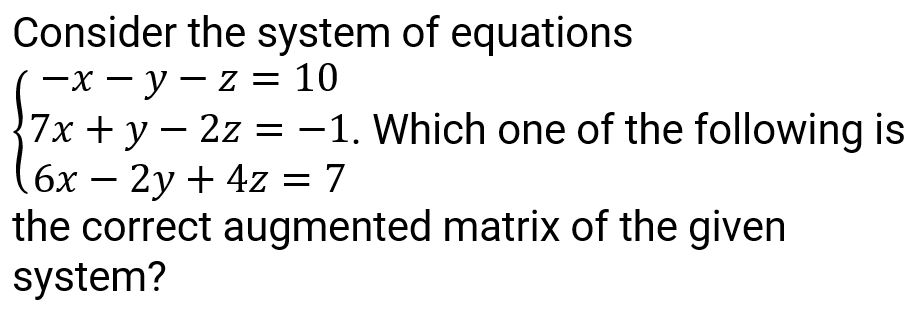 Consider the system of equations
−x − y − z = 10
7x + y − 2z = −1. Which one of the following is
6x − 2y + 4z = 7
the correct augmented matrix of the given
system?